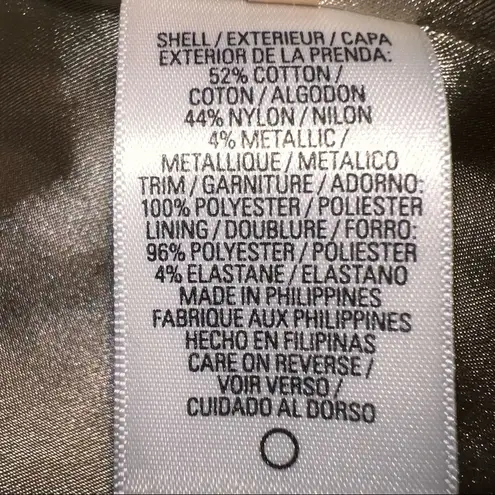 SHELL / EXTERIEUR / CAPA
EXTERIOR DE LA PRENDA:
52% COTTON /
COTON / ALGODON
44% NYLON / NILON
4% METALLIC /
METALLIQUE / METALICO
TRIM / GARNITURE / ADORNO:
100% POLYESTER / POLIESTER
LINING / DOUBLURE / FORRO:
96% POLYESTER / POLIESTER
4% ELASTANE / ELASTANO
MADE IN PHILIPPINES
FABRIQUE AUX PHILIPPINES
HECHO EN FILIPINAS
CARE ON REVERSE /
VOIR VERSO /
CUIDADO AL DORSO